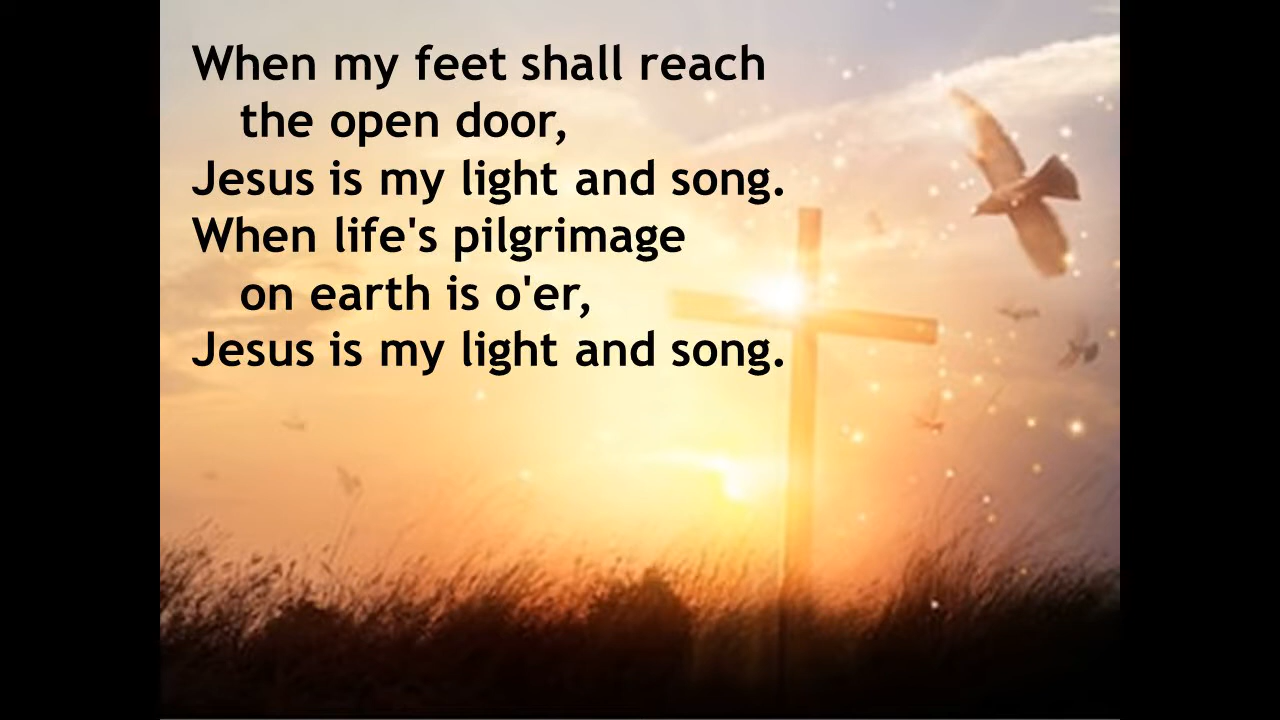 When my feet shall reach
the open door,
Jesus is my light and song.
When life's pilgrimage
on earth is o'er,
Jesus is my light and song.